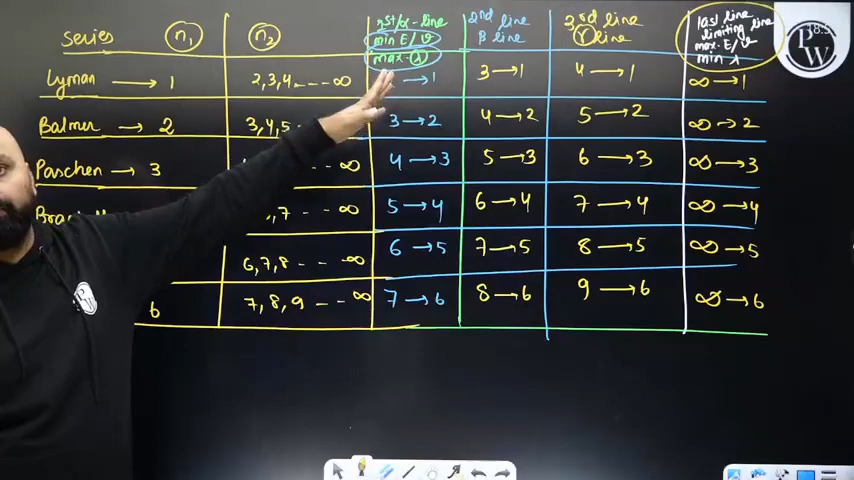 Series n₁ n₂ 1st/α-line min E/ϑ max λ 2nd line β line 3rd line γ line last line limiting line max. E/ϑ min λ
Lyman → 1 2,3,4, --- ∞ → 1 3 → 1 4 → 1 ∞ → 1
Balmer → 2 3,4,5 ∞ 3 → 2 4 → 2 5 → 2 ∞ → 2
Paschen → 3 -- ∞ 4 → 3 5 → 3 6 → 3 ∞ → 3
,7 --- ∞ 5 → 4 6 → 4 7 → 4 ∞ → 4
6,7,8 --- ∞ 6 → 5 7 → 5 8 → 5 ∞ → 5
6 7,8,9 --- ∞ 7 → 6 8 → 6 9 → 6 ∞ → 6
PW